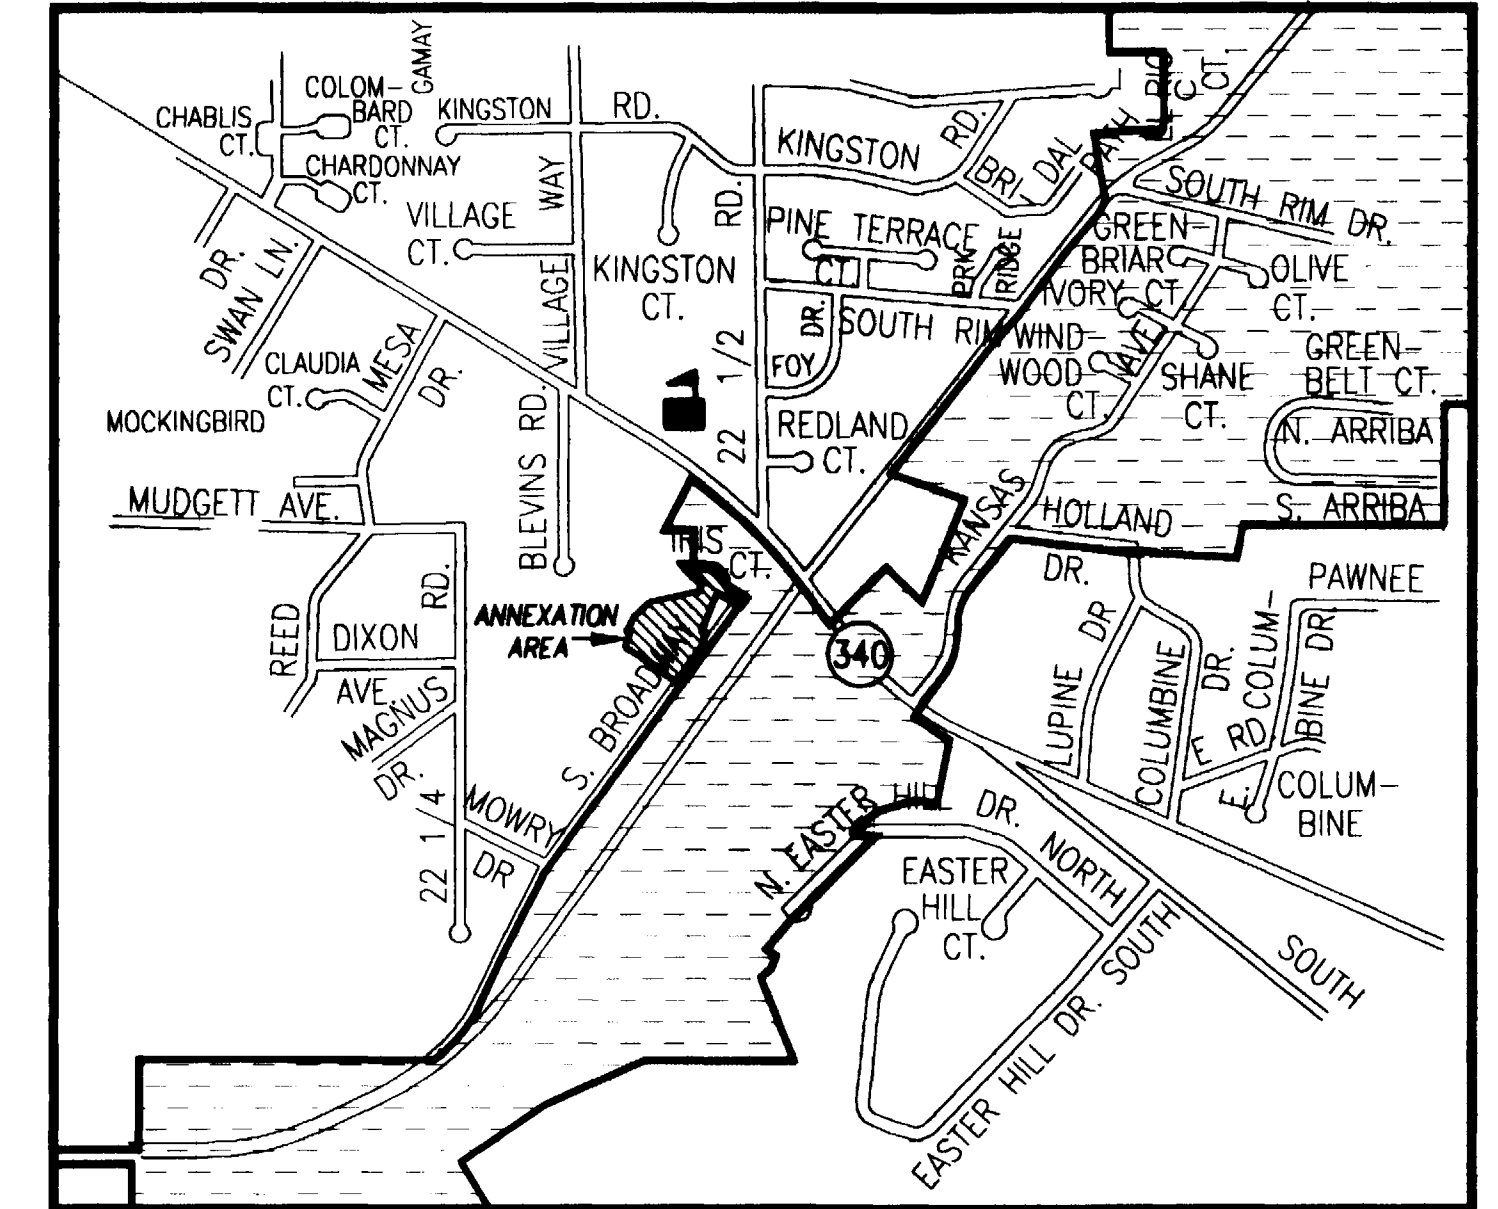 GAMAY
COLOM-
BARD
CT.
CHABLIS
CT.
CHARDONNAY
CT.
KINGSTON RD.
KINGSTON RD.
BRI DAL PATH
EL RIO
CT.
VILLAGE WAY
VILLAGE
CT.
KINGSTON
CT.
22 1/2 RD.
PINE TERRACE
CT.
PRK
RIDGE
SOUTH RIM DR.
GREEN-
BRIAR
IVORY CT.
OLIVE
CT.
DR.
SWAN LN.
MESA
DR.
CLAUDIA
CT.
MOCKINGBIRD
BLEVINS RD.
FOY
DR.
SOUTH RIM
WIND-
WOOD
CT.
SHANE
CT.
GREEN-
BELT CT.
N. ARRIBA
S. ARRIBA
REDLAND
CT.
KANSAS
HOLLAND
DR.
MUDGETT AVE.
IRIS
CT.
PAWNEE
REED
DIXON
AVE.
22 1/4 RD.
ANNEXATION
AREA
S. BROADWAY
340
MAGNUS
DR.
MOWRY
DR
LUPINE DR
COLUMBINE
DR.
COLUM-
BINE DR.
E RD.
E.
COLUM-
BINE
N. EASTER HILL DR.
NORTH
EASTER
HILL
CT.
EASTER HILL DR. SOUTH
SOUTH